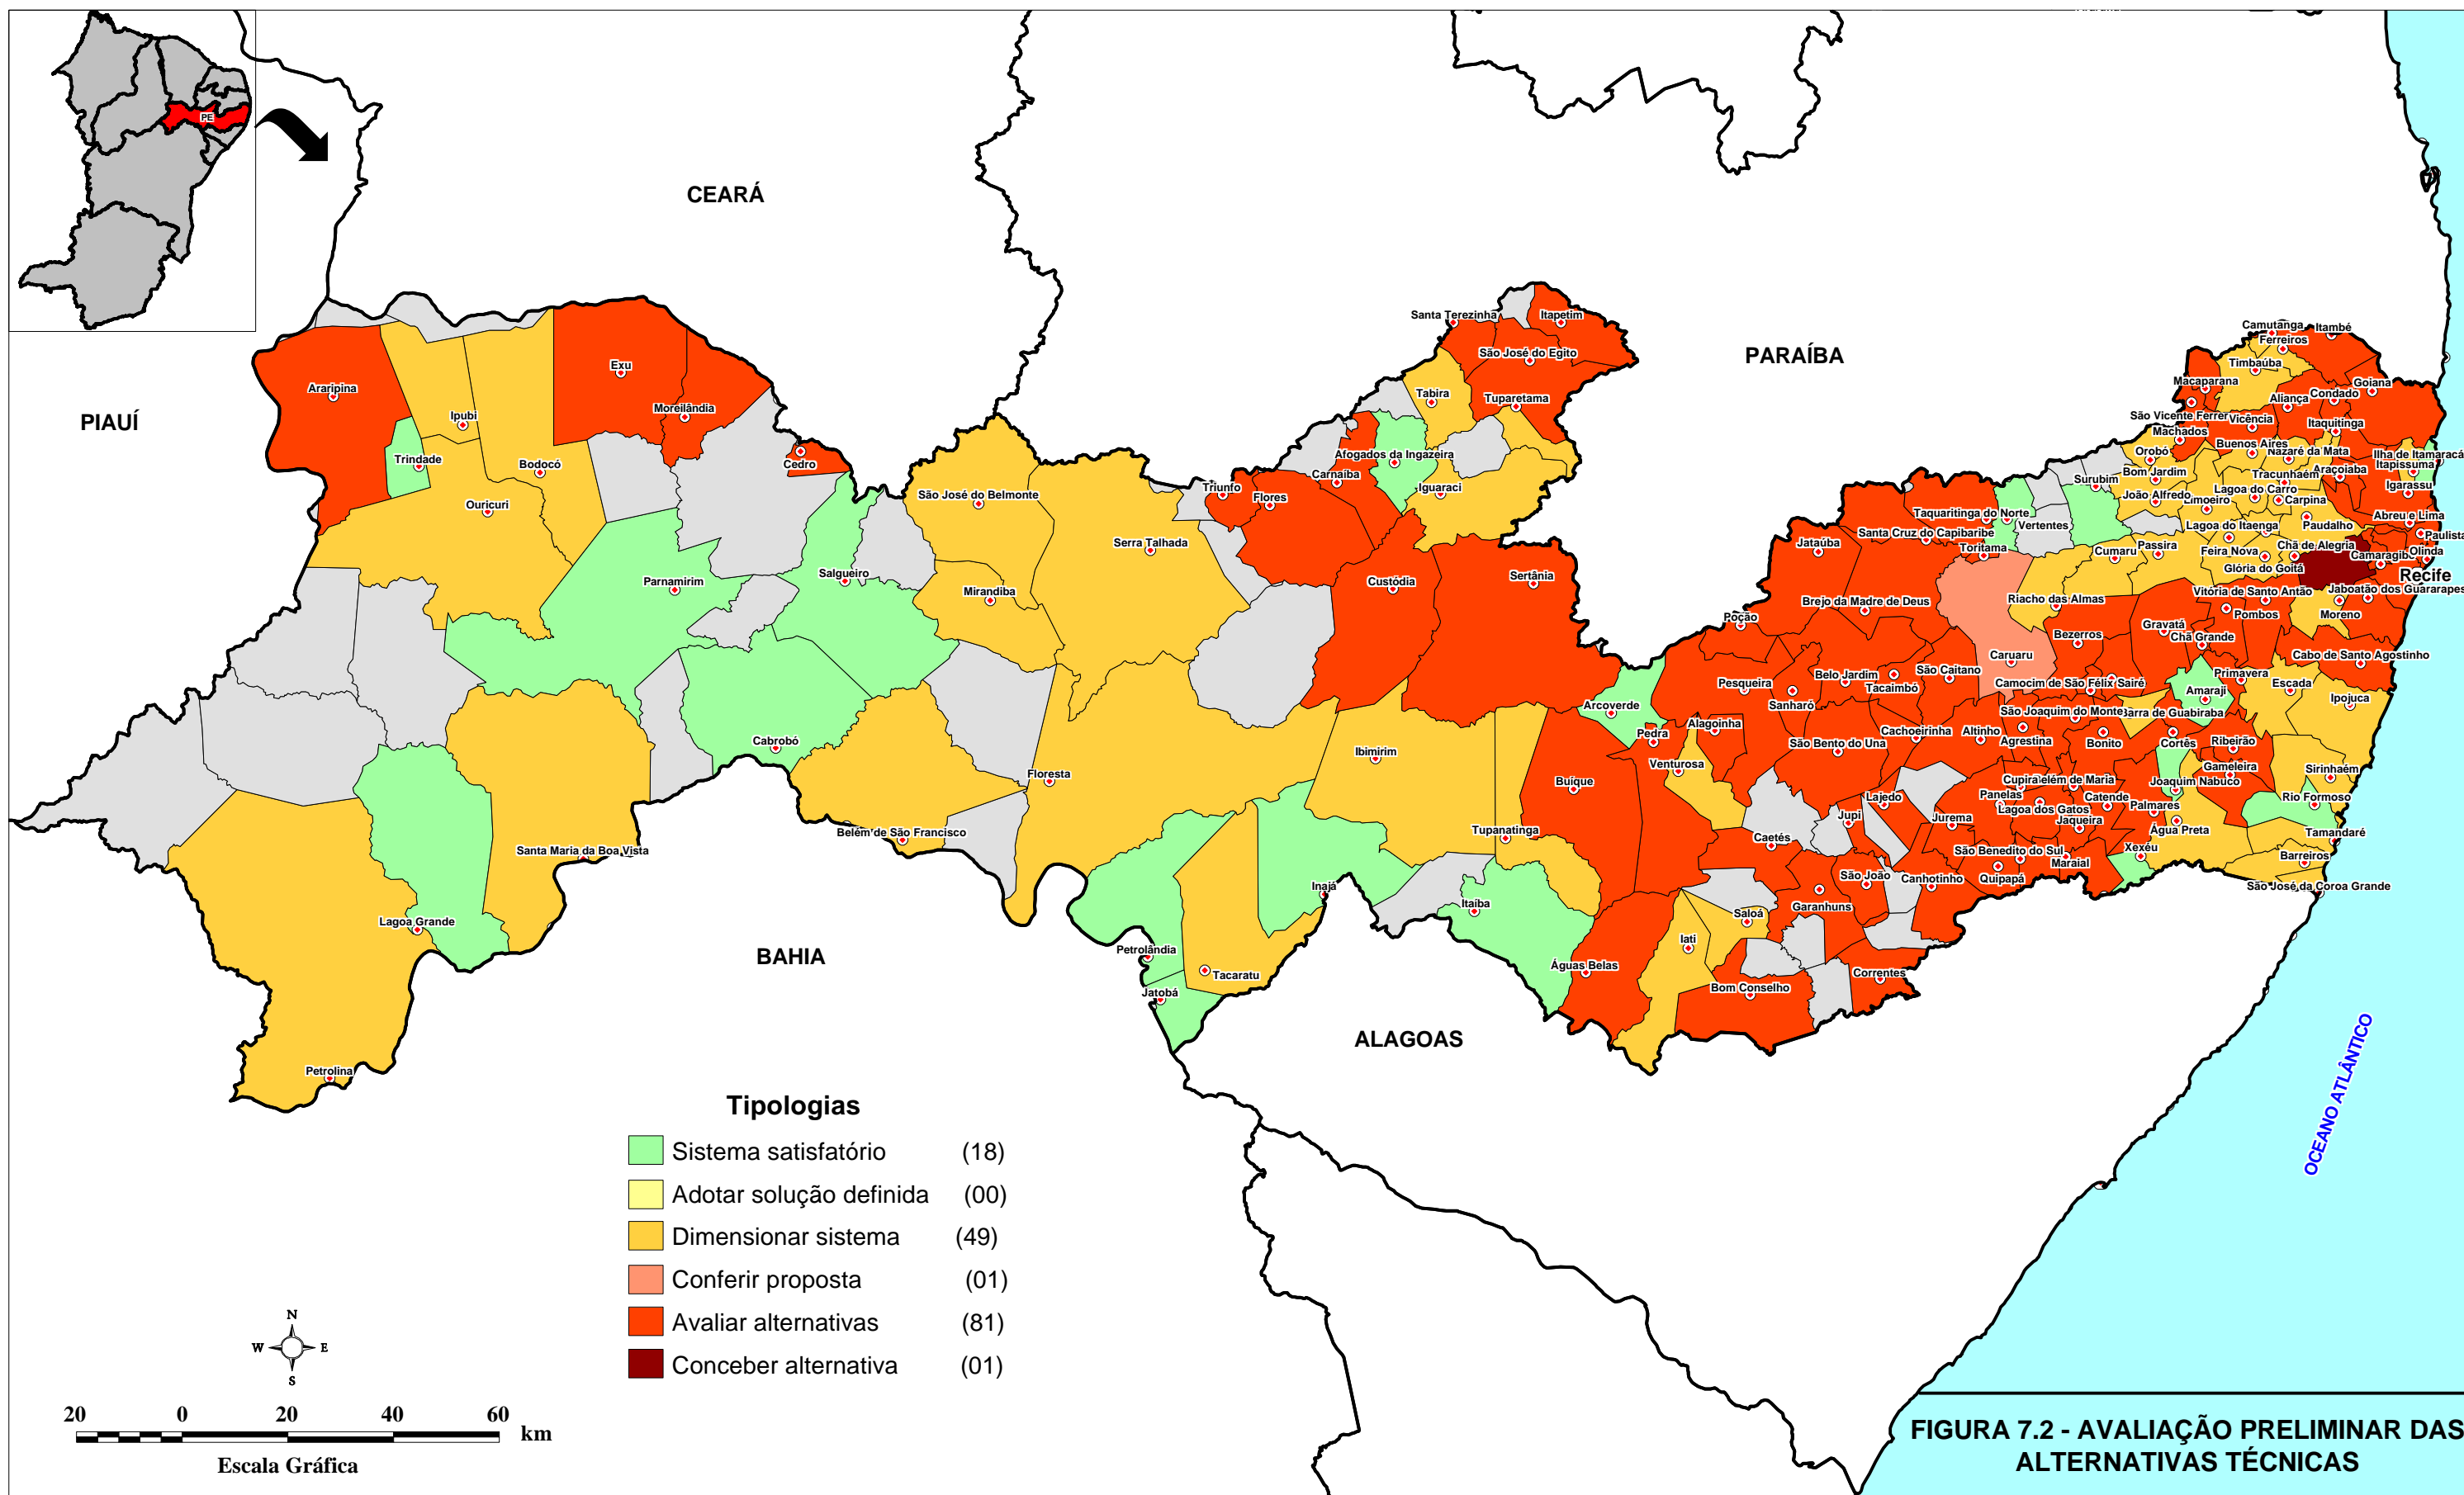 PE
CEARÁ
PIAUÍ
PARAÍBA
BAHIA
ALAGOAS
OCEANO ATLÂNTICO
Araripina
Ipubi
Trindade
Bodocó
Ouricuri
Exu
Moreilândia
Cedro
Parnamirim
Salgueiro
Cabrobó
Lagoa Grande
Santa Maria da Boa Vista
Petrolina
São José do Belmonte
Mirandiba
Serra Talhada
Belém de São Francisco
Floresta
Triunfo
Flores
Carnaíba
Afogados da Ingazeira
Iguaraci
Tabira
Santa Terezinha
Itapetim
São José do Egito
Tuparetama
Custódia
Sertânia
Ibimirim
Petrolândia
Jatobá
Tacaratu
Inajá
Itaíba
Tupanatinga
Buíque
Arcoverde
Pedra
Venturosa
Alagoinha
Águas Belas
Iati
Saloá
Bom Conselho
Caetés
Garanhuns
São João
Correntes
Canhotinho
Jupi
Lajedo
Jurema
Poção
Pesqueira
Sanharó
Belo Jardim
Tacaimbó
São Caitano
São Bento do Una
Cachoeirinha
Altinho
Jataúba
Brejo da Madre de Deus
Santa Cruz do Capibaribe
Taquaritinga do Norte
Toritama
Vertentes
Surubim
Caruaru
Riacho das Almas
Cumaru
Passira
Bezerros
Gravatá
Chã Grande
Camocim de São Félix
Sairé
São Joaquim do Monte
Barra de Guabiraba
Agrestina
Bonito
Cortês
Cupira
Belém de Maria
Panelas
Lagoa dos Gatos
Catende
Jaqueira
Palmares
São Benedito do Sul
Quipapá
Maraial
Xexéu
Água Preta
Joaquim Nabuco
Gameleira
Ribeirão
Amaraji
Primavera
Escada
Ipojuca
Sirinhaém
Rio Formoso
Tamandaré
Barreiros
São José da Coroa Grande
Cabo de Santo Agostinho
Vitória de Santo Antão
Pombos
Moreno
Jaboatão dos Guararapes
Recife
Olinda
Camaragibe
Paulista
Abreu e Lima
Igarassu
Itapissuma
Ilha de Itamaracá
Araçoiaba
Camutanga
Itambé
Ferreiros
Timbaúba
Macaparana
São Vicente Ferrer
Machados
Vicência
Aliança
Condado
Goiana
Itaquitinga
Buenos Aires
Nazaré da Mata
Tracunhaém
Orobó
Bom Jardim
João Alfredo
Limoeiro
Lagoa do Carro
Carpina
Lagoa do Itaenga
Paudalho
Feira Nova
Chã de Alegria
Glória do Goitá
Tipologias
Sistema satisfatório (18)
Adotar solução definida (00)
Dimensionar sistema (49)
Conferir proposta (01)
Avaliar alternativas (81)
Conceber alternativa (01)
N
W E
S
20 0 20 40 60
km
Escala Gráfica
FIGURA 7.2 - AVALIAÇÃO PRELIMINAR DAS
ALTERNATIVAS TÉCNICAS